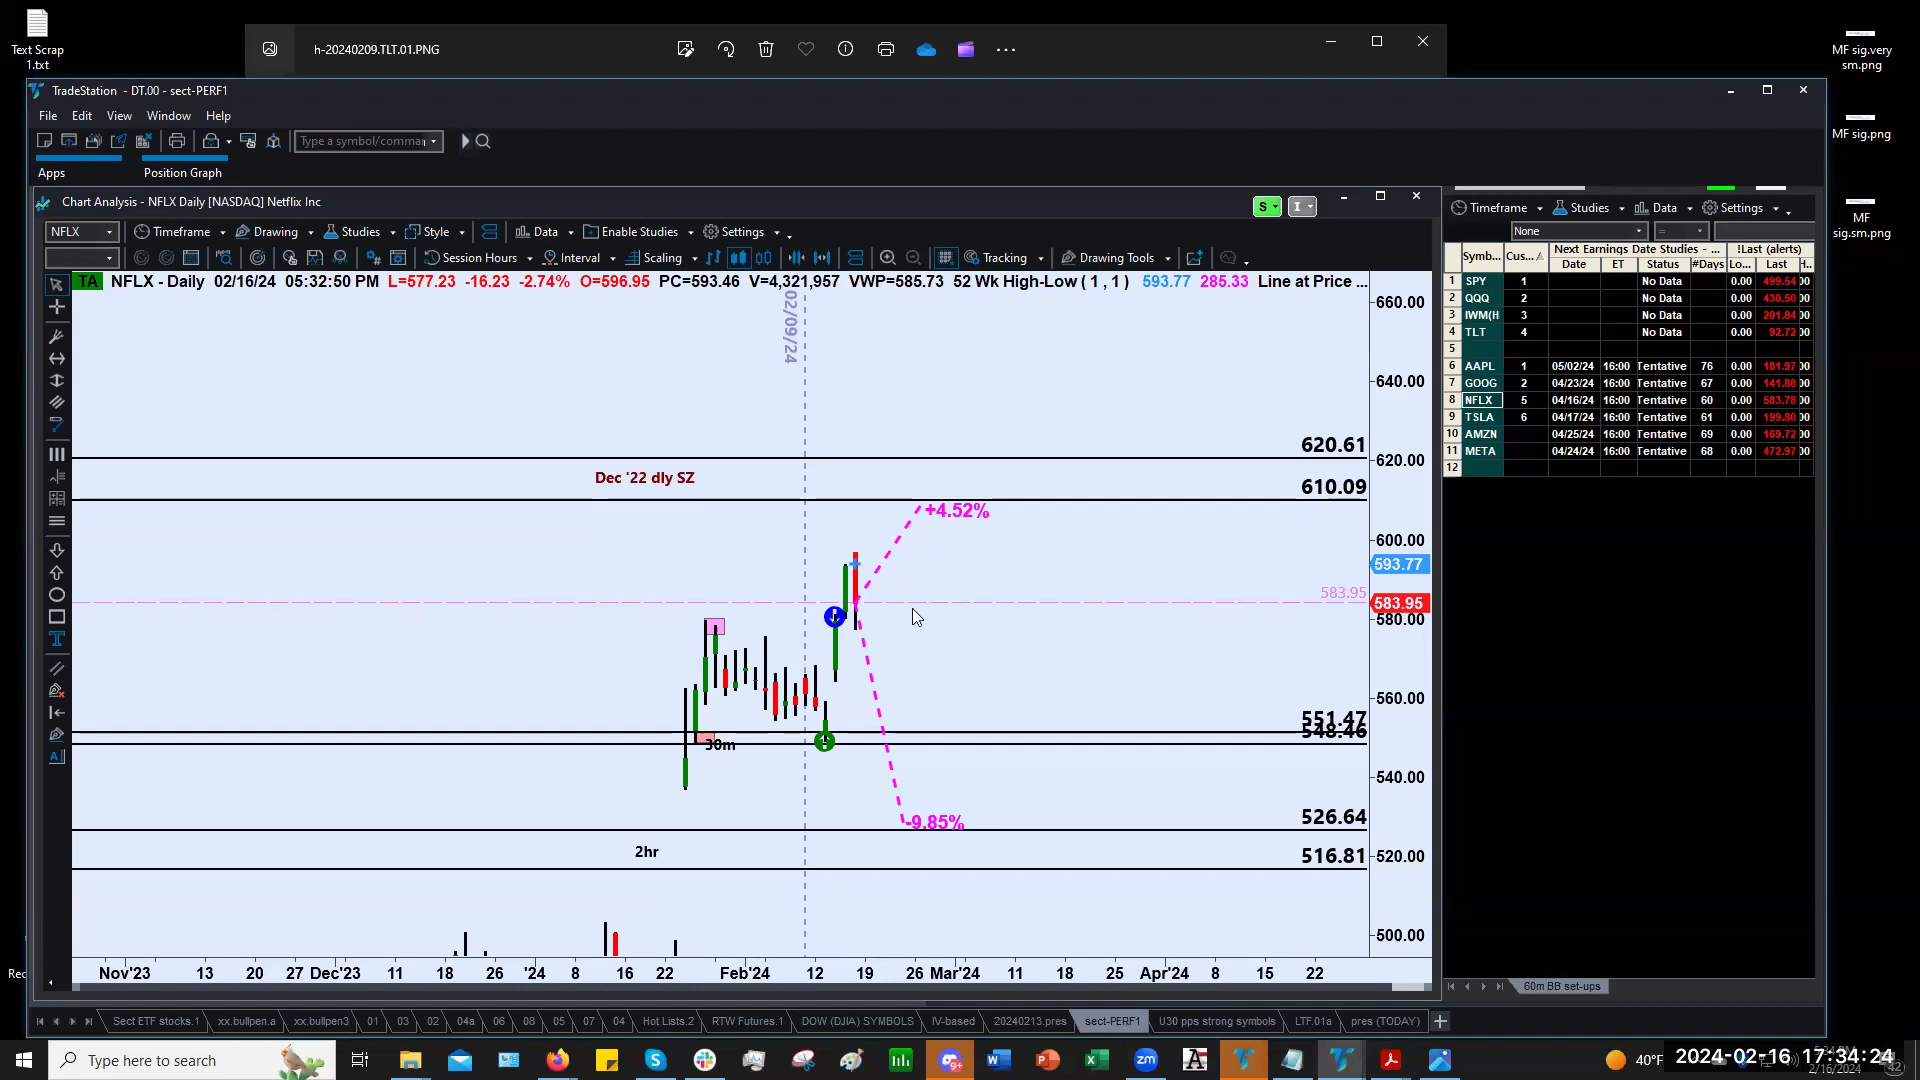 Text Scrap
1.txt
h-20240209.TLT.01.PNG
MF sig.very
sm.png
MF sig.png
MF
sig.sm.png
TradeStation - DT.00 - sect-PERF1
File Edit View Window Help
Type a symbol/comman
Apps Position Graph
Chart Analysis - NFLX Daily [NASDAQ] Netflix Inc
S I
NFLX Timeframe Drawing Studies Style Data Enable Studies Settings
Session Hours Interval Scaling Tracking Drawing Tools
TA NFLX - Daily 02/16/24 05:32:50 PM L=577.23 -16.23 -2.74% O=596.95 PC=593.46 V=4,321,957 VWP=585.73 52 Wk High-Low ( 1 , 1 ) 593.77 285.33 Line at Price ...
02/09/24
660.00
640.00
620.61
620.00
Dec '22 dly SZ
610.09
+4.52%
600.00
593.77
583.95
583.95
580.00
560.00
551.47
548.46
30m
540.00
526.64
-9.85%
520.00
2hr
516.81
500.00
Nov'23 13 20 27 Dec'23 11 18 26 '24 8 16 22 Feb'24 12 19 26 Mar'24 11 18 25 Apr'24 8 15 22
Timeframe Studies Data Settings
None =
Symb... Cus... Next Earnings Date Studies - ... !Last (alerts)
Date ET Status #Days Lo... Last H..
1 SPY 1 No Data 0.00 499.54
2 QQQ 2 No Data 0.00 430.50
3 IWM(H 3 No Data 0.00 201.84
4 TLT 4 No Data 0.00 92.72
5
6 AAPL 1 05/02/24 16:00 Tentative 76 0.00 181.97
7 GOOG 2 04/23/24 16:00 Tentative 67 0.00 141.88
8 NFLX 5 04/16/24 16:00 Tentative 60 0.00 583.78
9 TSLA 6 04/17/24 16:00 Tentative 61 0.00 199.80
10 AMZN 04/25/24 16:00 Tentative 69 0.00 169.72
11 META 04/24/24 16:00 Tentative 68 0.00 472.97
12
60m BB set-ups
Sect ETF stocks.1 xx.bullpen.a xx.bullpen3 01 03 02 04a 06 08 05 07 04 Hot Lists.2 RTW Futures.1 DOW (DJIA) SYMBOLS IV-based 20240213.pres sect-PERF1 U30 pps strong symbols LTF.01a pres (TODAY)
Type here to search
40°F
2024-02-16 17:34:24
2/16/2024